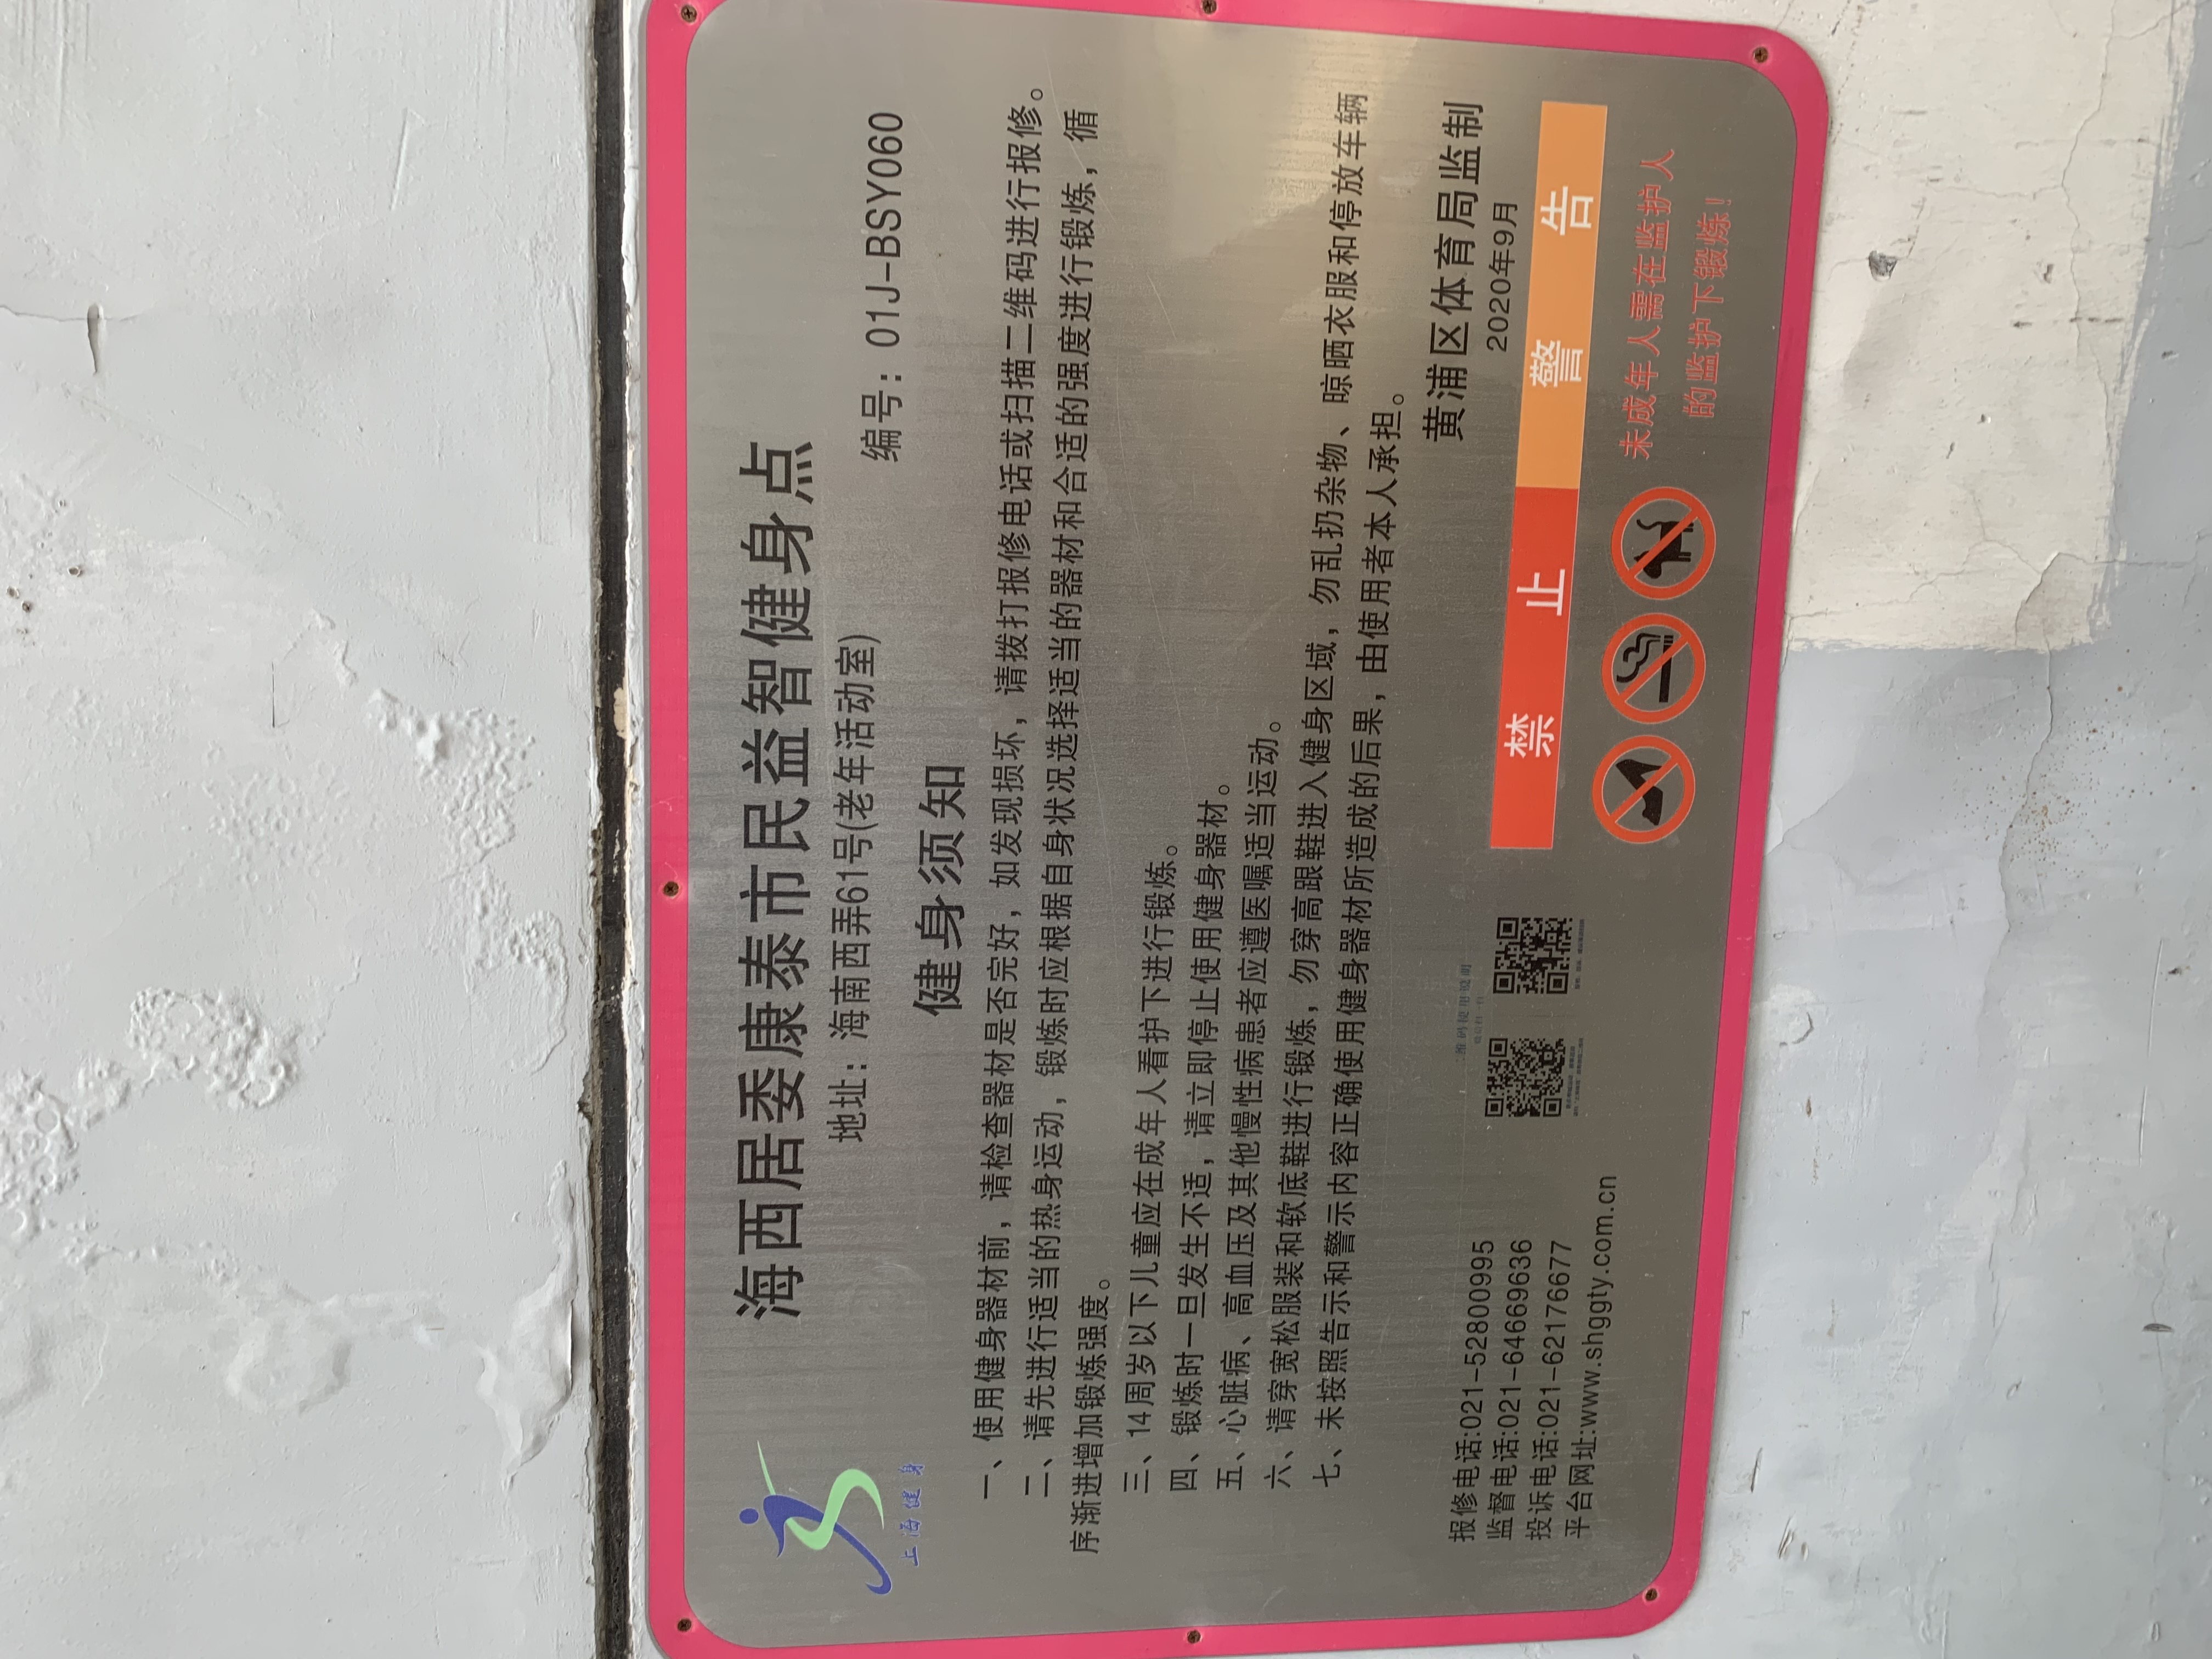 上海健身
海西居委康泰市民益智健身点
地址：海南西弄61号(老年活动室)
编号：01J-BSY060
健身须知
一、使用健身器材前，请检查器材是否完好，如发现损坏，请拨打报修电话或扫描二维码进行报修。
二、请先进行适当的热身运动，锻炼时应根据自身状况选择适当的器材和合适的强度进行锻炼，循
序渐进增加锻炼强度。
三、14周岁以下儿童应在成年人看护下进行锻炼。
四、锻炼时一旦发生不适，请立即停止使用健身器材。
五、心脏病、高血压及其他慢性病患者应遵医嘱适当运动。
六、请穿宽松服装和软底鞋进行锻炼，勿穿高跟鞋进入健身区域，勿乱扔杂物、晾晒衣服和停放车辆
七、未按照告示和警示内容正确使用健身器材所造成的后果，由使用者本人承担。
黄浦区体育局监制
2020年9月
报修电话:021-52800995
监督电话:021-64669636
投诉电话:021-62176677
平台网址:www.shggty.com.cn
二维码使用说明
禁止
警告
未成年人需在监护人
的监护下锻炼!